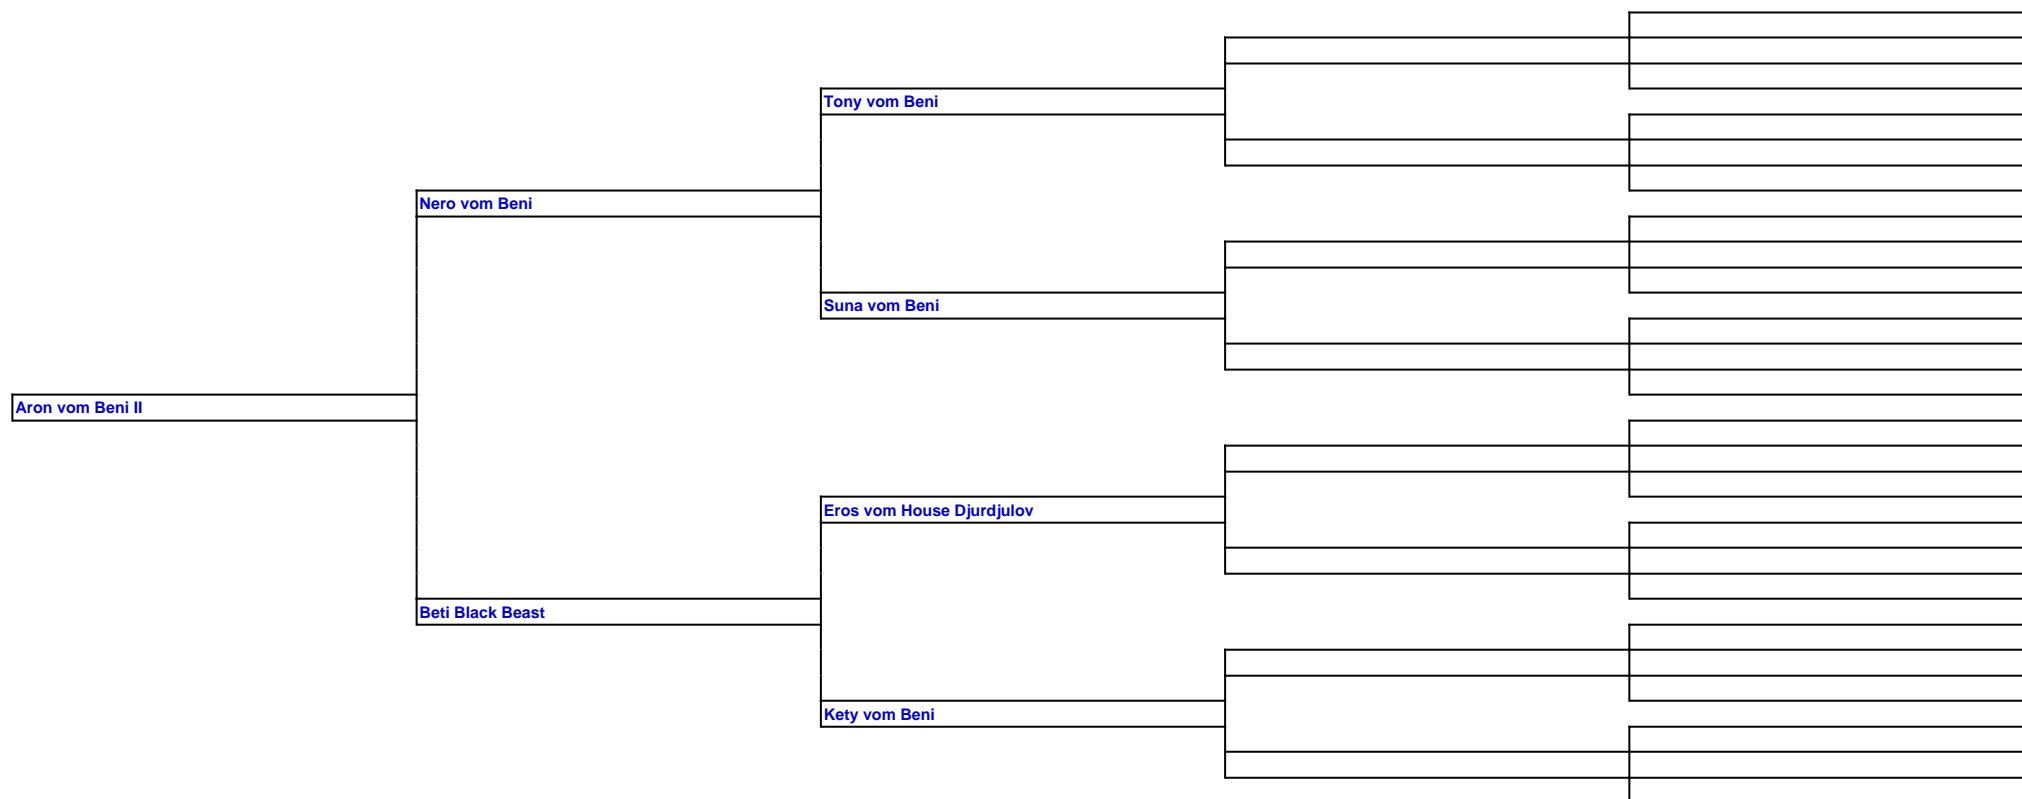 Tony vom Beni
Nero vom Beni
Suna vom Beni
Aron vom Beni II
Eros vom House Djurdjulov
Beti Black Beast
Kety vom Beni